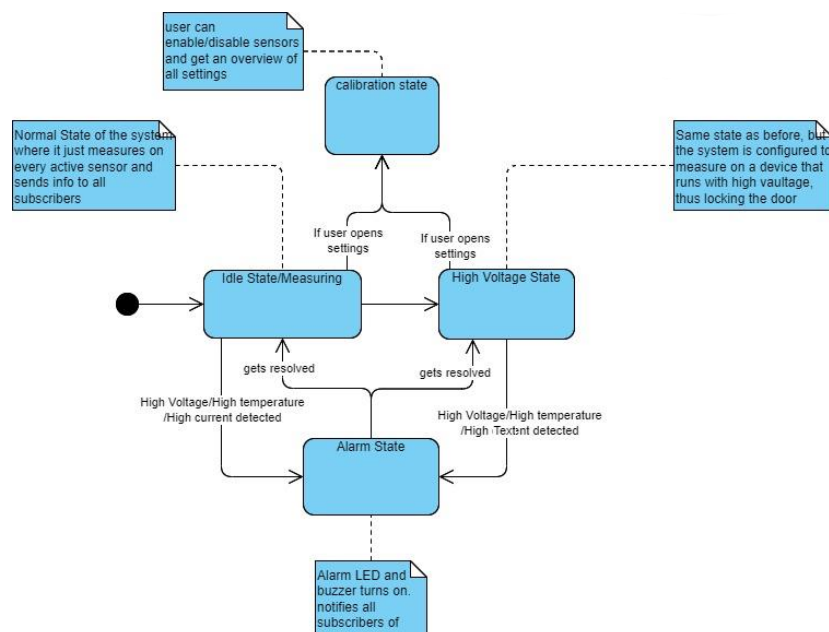 user can
enable/disable sensors
and get an overview of
all settings
calibration state
Normal State of the system
where it just measures on
every active sensor and
sends info to all
subscribers
Same state as before, but
the system is configured to
measure on a device that
runs with high vaultage,
thus locking the door
If user opens
settings
If user opens
settings
Idle State/Measuring
High Voltage State
gets resolved
gets resolved
High Voltage/High temperature
/High current detected
High Voltage/High temperature
/High Text detected
Alarm State
Alarm LED and
buzzer turns on.
notifies all
subscribers of